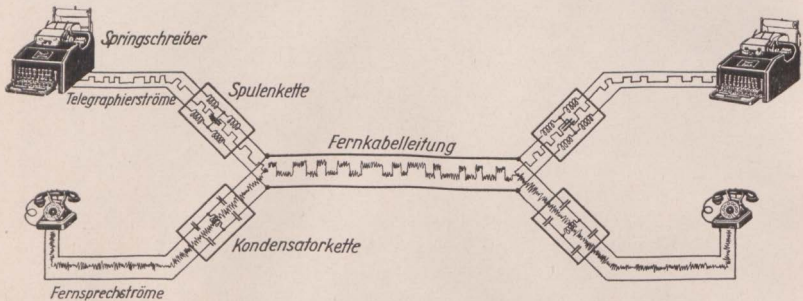 Springschreiber
Telegraphierströme
Spulenkette
Fernkabelleitung
Kondensatorkette
Fernsprechströme